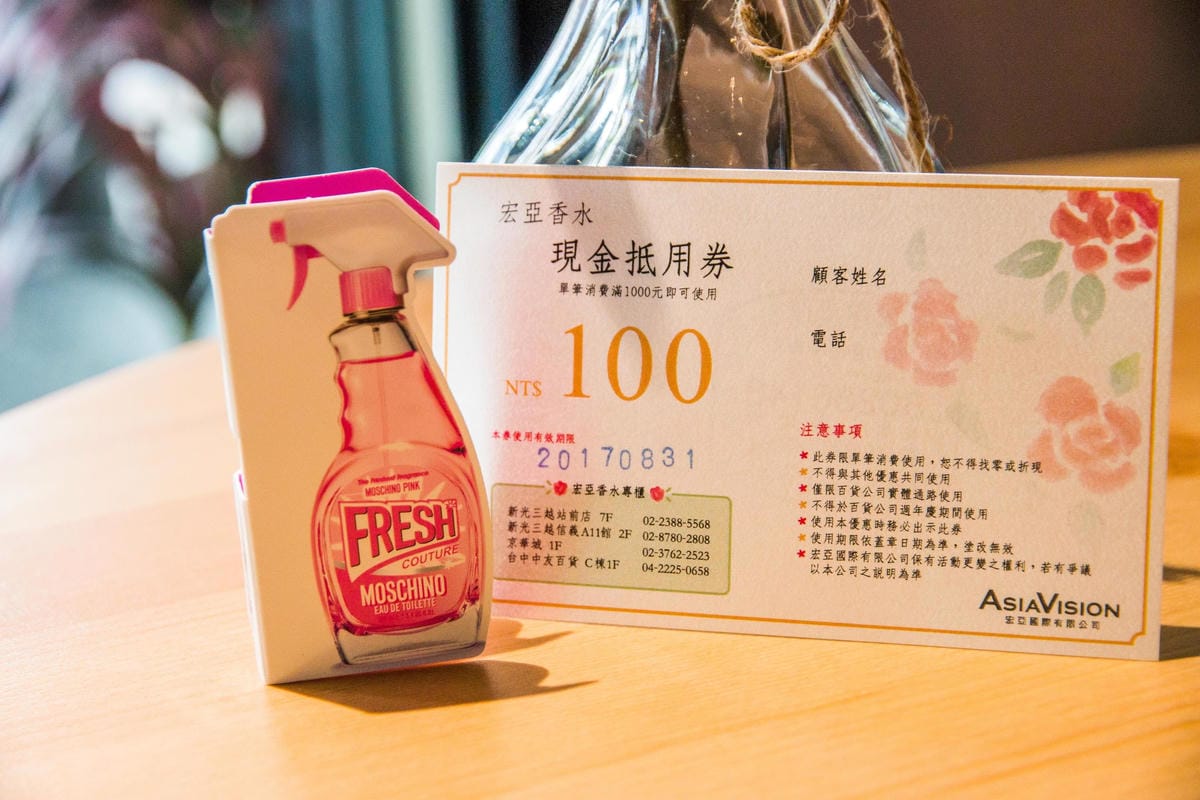 The Freshest Fragrance
MOSCHINO PINK
FRESH
COUTURE
MOSCHINO
EAU DE TOILETTE
宏亞香水
現金抵用券
單筆消費滿1000元即可使用
NT$ 100
本券使用有效期限
20170831
宏亞香水專櫃
新光三越站前店 7F 02-2388-5568
新光三越信義A11館 2F 02-8780-2808
京華城 1F 02-3762-2523
台中中友百貨 C棟1F 04-2225-0658
顧客姓名
電話
注意事項
此券限單筆消費使用，恕不得找零或折現
不得與其他優惠共同使用
僅限百貨公司實體通路使用
不得於百貨公司週年慶期間使用
使用本優惠時務必出示此券
使用期限依蓋章日期為準，塗改無效
宏亞國際有限公司保有活動更變之權利，若有爭議
以本公司之說明為準
ASIAVISION
宏亞國際有限公司